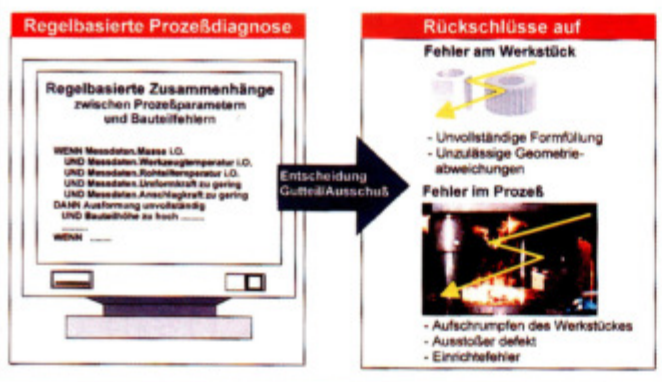 Regelbasierte Prozeßdiagnose
Regelbasierte Zusammenhänge
zwischen Prozeßparametern
und Bauteilfehlern
WENN Messdaten.Masse i.O.
UND Messdaten.Werkzeugtemperatur i.O.
UND Messdaten.Rohteiltemperatur i.O.
UND Messdaten.Umformkraft zu gering
UND Messdaten.Anschlagkraft zu gering
DANN Ausformung unvollständig
UND Bauteilhöhe zu hoch ......
......
WENN ......
Entscheidung
Gutteil/Ausschuß
Rückschlüsse auf
Fehler am Werkstück
- Unvollständige Formfüllung
- Unzulässige Geometrie-
abweichungen
Fehler im Prozeß
- Aufschrumpfen des Werkstückes
- Ausstoßer defekt
- Einrichtefehler